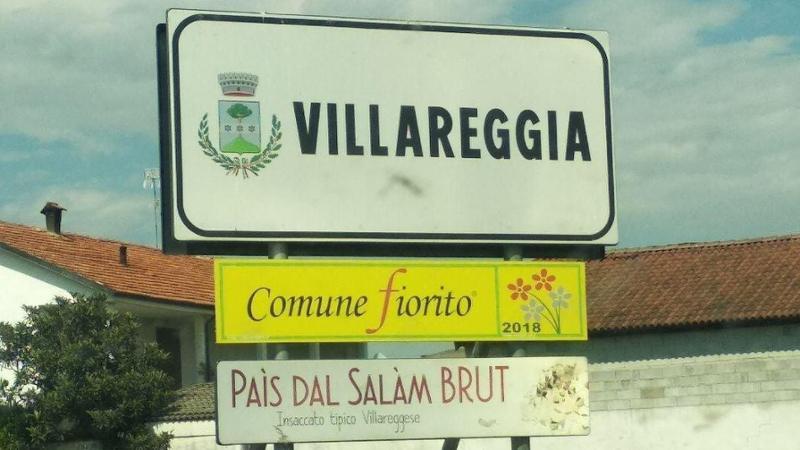 VILLAREGGIA
Comune fiorito®
2018
PAÌS DAL SALÀM BRUT
Insaccato tipico Villareggese